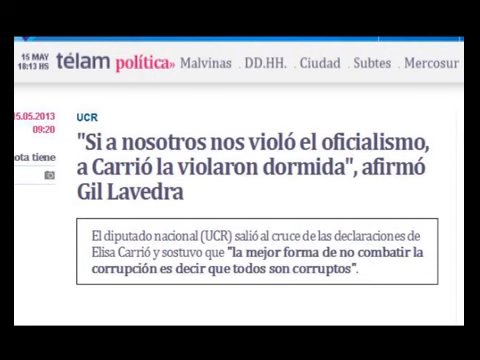 15 MAY
18:13 HS
télam política» Malvinas . DD.HH. . Ciudad . Subtes . Mercosur
15.05.2013
09:20
ota tiene
UCR
"Si a nosotros nos violó el oficialismo,
a Carrió la violaron dormida", afirmó
Gil Lavedra
El diputado nacional (UCR) salió al cruce de las declaraciones de
Elisa Carrió y sostuvo que "la mejor forma de no combatir la
corrupción es decir que todos son corruptos".